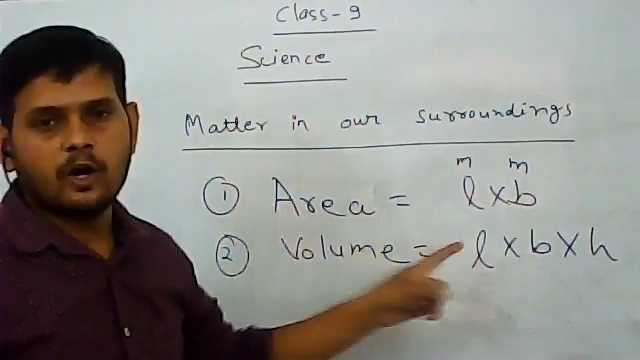 Class-9
Science
Matter in our surroundings
m m
① Area = l×b
② Volume = l×b×h